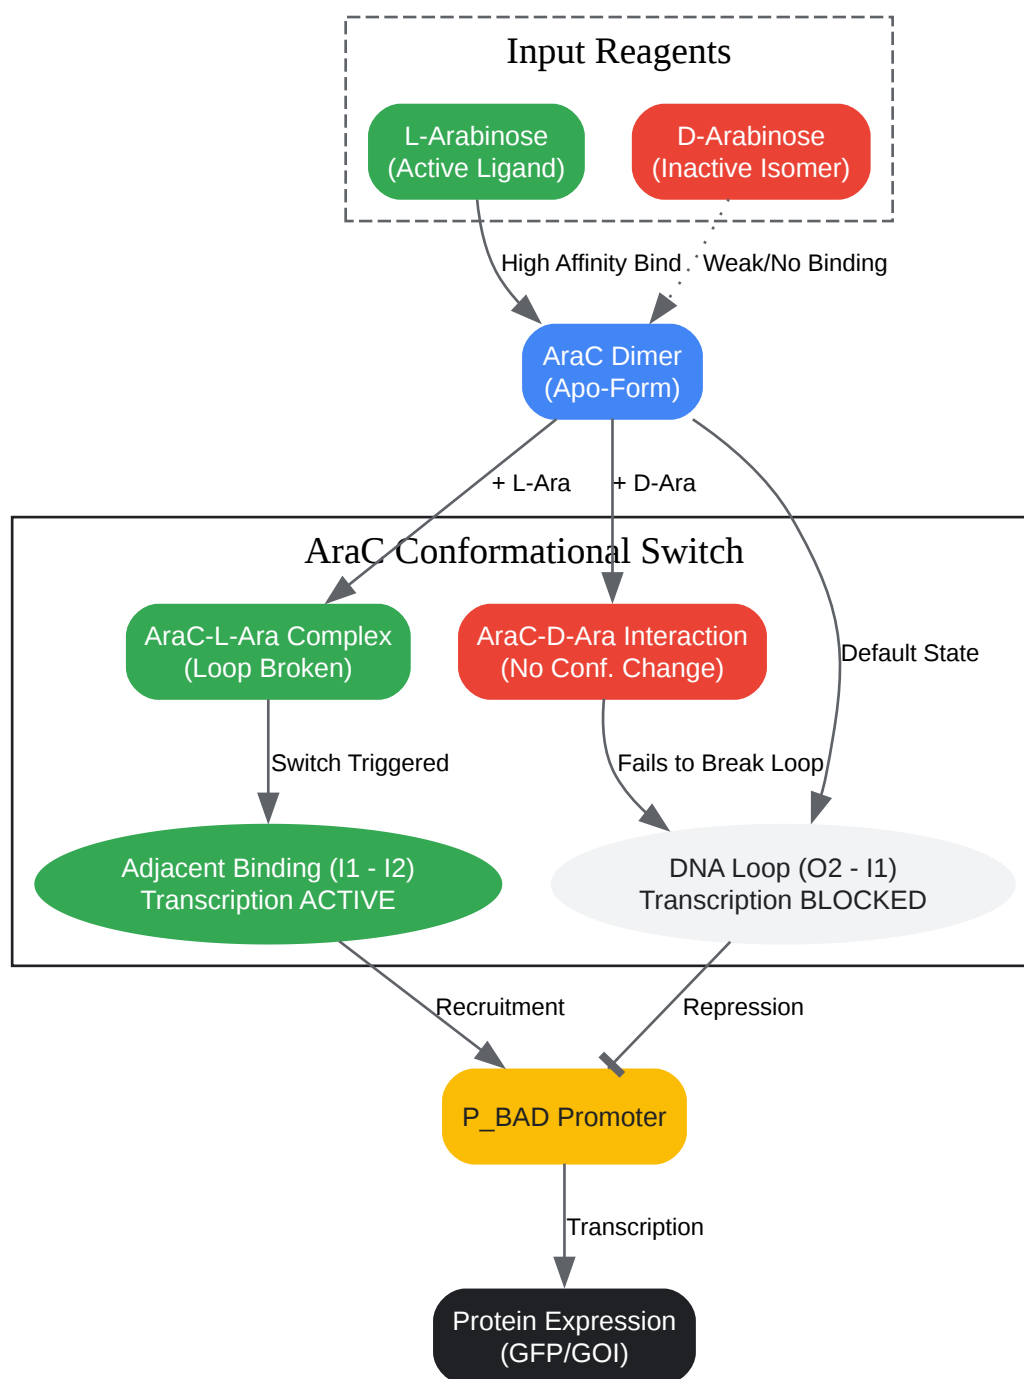 Input Reagents
L-Arabinose
(Active Ligand)
D-Arabinose
(Inactive Isomer)
High Affinity Bind
Weak/No Binding
AraC Dimer
(Apo-Form)
+ L-Ara
+ D-Ara
AraC Conformational Switch
AraC-L-Ara Complex
(Loop Broken)
AraC-D-Ara Interaction
(No Conf. Change)
Default State
Switch Triggered
Fails to Break Loop
Adjacent Binding (I1 - I2)
Transcription ACTIVE
DNA Loop (O2 - I1)
Transcription BLOCKED
Recruitment
Repression
P_BAD Promoter
Transcription
Protein Expression
(GFP/GOI)